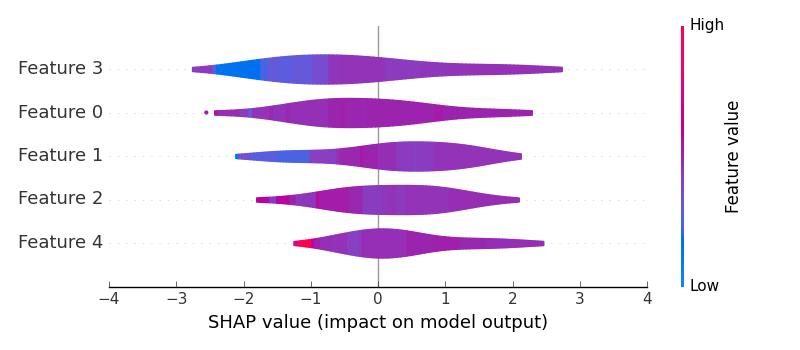 High
Feature 3
Feature 0
Feature 1
Feature 2
Feature 4
Feature value
Low
−4 −3 −2 −1 0 1 2 3 4
SHAP value (impact on model output)